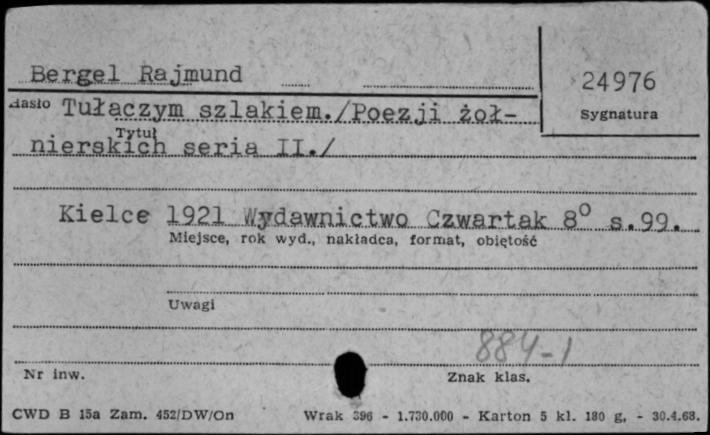 Bergel Rajmund
24976
Hasło Tułaczym szlakiem./Poezji żoł-
Sygnatura
Tytuł
nierskich seria II./
Kielce 1921 Wydawnictwo Czwartak 8° s.99.
Miejsce, rok wyd., nakładca, format, objętość
Uwagi
884-1
Nr inw.
Znak klas.
CWD B 15a Zam. 452/DW/On Wrak 396 - 1.730.000 - Karton 5 kl. 180 g, - 30.4.68.